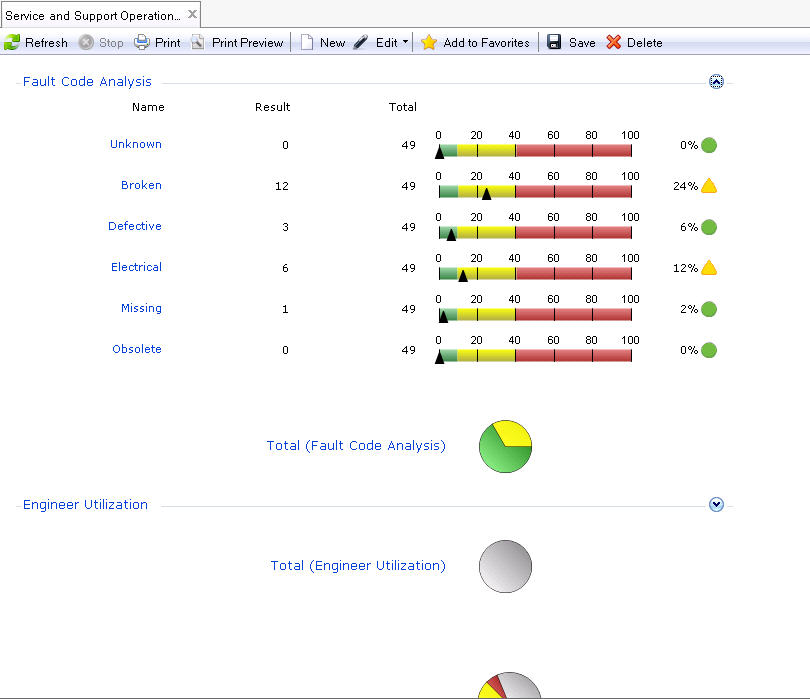 Service and Support Operation...
Refresh Stop Print Print Preview New Edit Add to Favorites Save Delete
Fault Code Analysis
Name Result Total
0 20 40 60 80 100
Unknown 0 49 0%
0 20 40 60 80 100
Broken 12 49 24%
0 20 40 60 80 100
Defective 3 49 6%
0 20 40 60 80 100
Electrical 6 49 12%
0 20 40 60 80 100
Missing 1 49 2%
0 20 40 60 80 100
Obsolete 0 49 0%
Total (Fault Code Analysis)
Engineer Utilization
Total (Engineer Utilization)